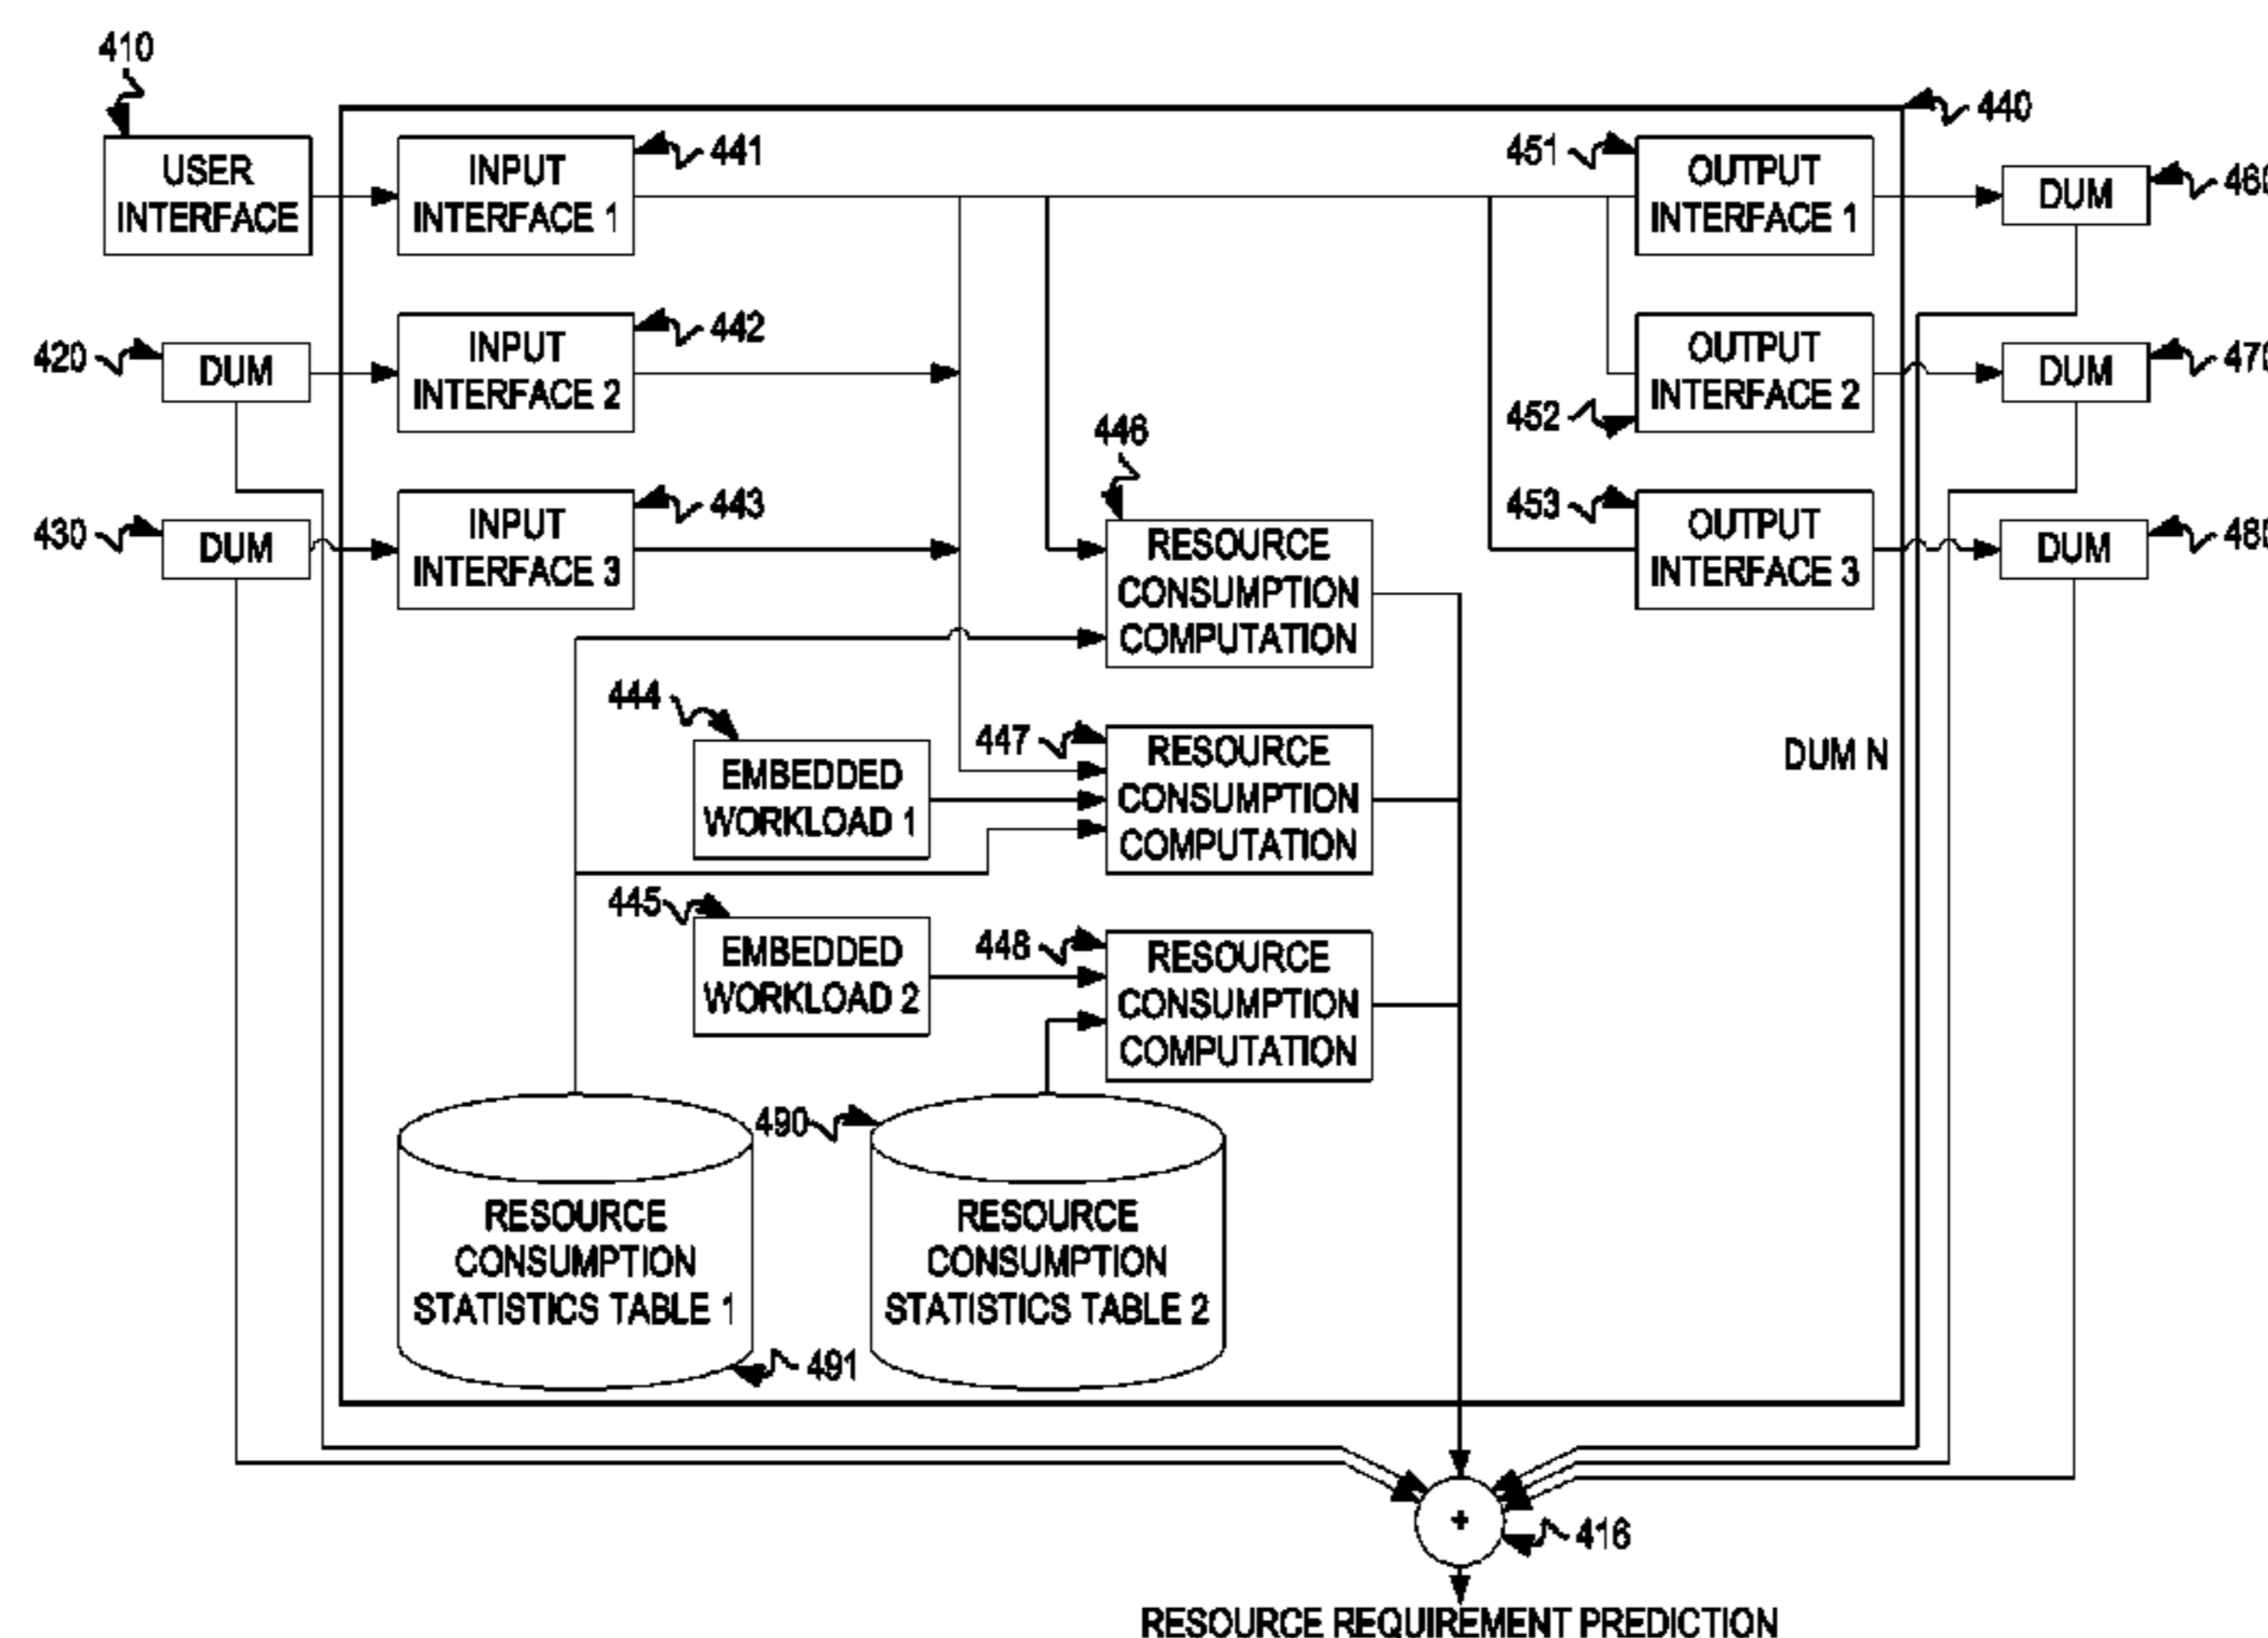 410
440
USER
INTERFACE
INPUT
INTERFACE 1
441
451
OUTPUT
INTERFACE 1
DUM
460
420
DUM
INPUT
INTERFACE 2
442
452
OUTPUT
INTERFACE 2
DUM
470
430
DUM
INPUT
INTERFACE 3
443
446
RESOURCE
CONSUMPTION
COMPUTATION
453
OUTPUT
INTERFACE 3
DUM
480
444
EMBEDDED
WORKLOAD 1
447
RESOURCE
CONSUMPTION
COMPUTATION
DUM N
445
EMBEDDED
WORKLOAD 2
448
RESOURCE
CONSUMPTION
COMPUTATION
RESOURCE
CONSUMPTION
STATISTICS TABLE 1
491
490
RESOURCE
CONSUMPTION
STATISTICS TABLE 2
+
416
RESOURCE REQUIREMENT PREDICTION